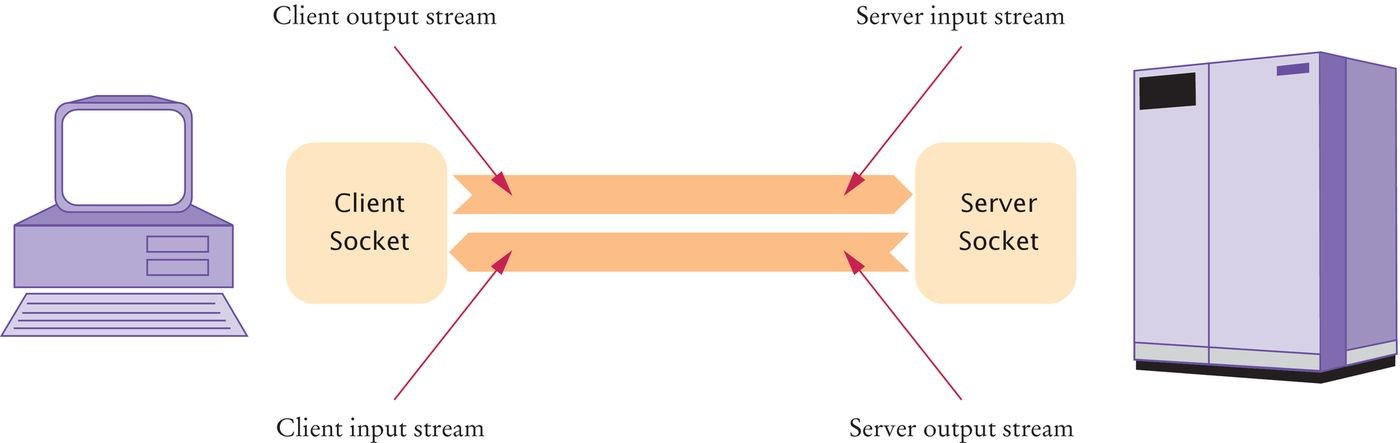 Client output stream
Server input stream
Client
Socket
Server
Socket
Client input stream
Server output stream